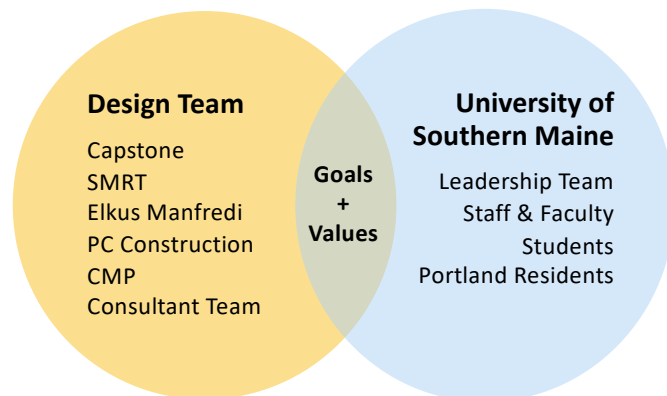 Design Team
Capstone
SMRT
Elkus Manfredi
PC Construction
CMP
Consultant Team
Goals
+
Values
University of
Southern Maine
Leadership Team
Staff & Faculty
Students
Portland Residents